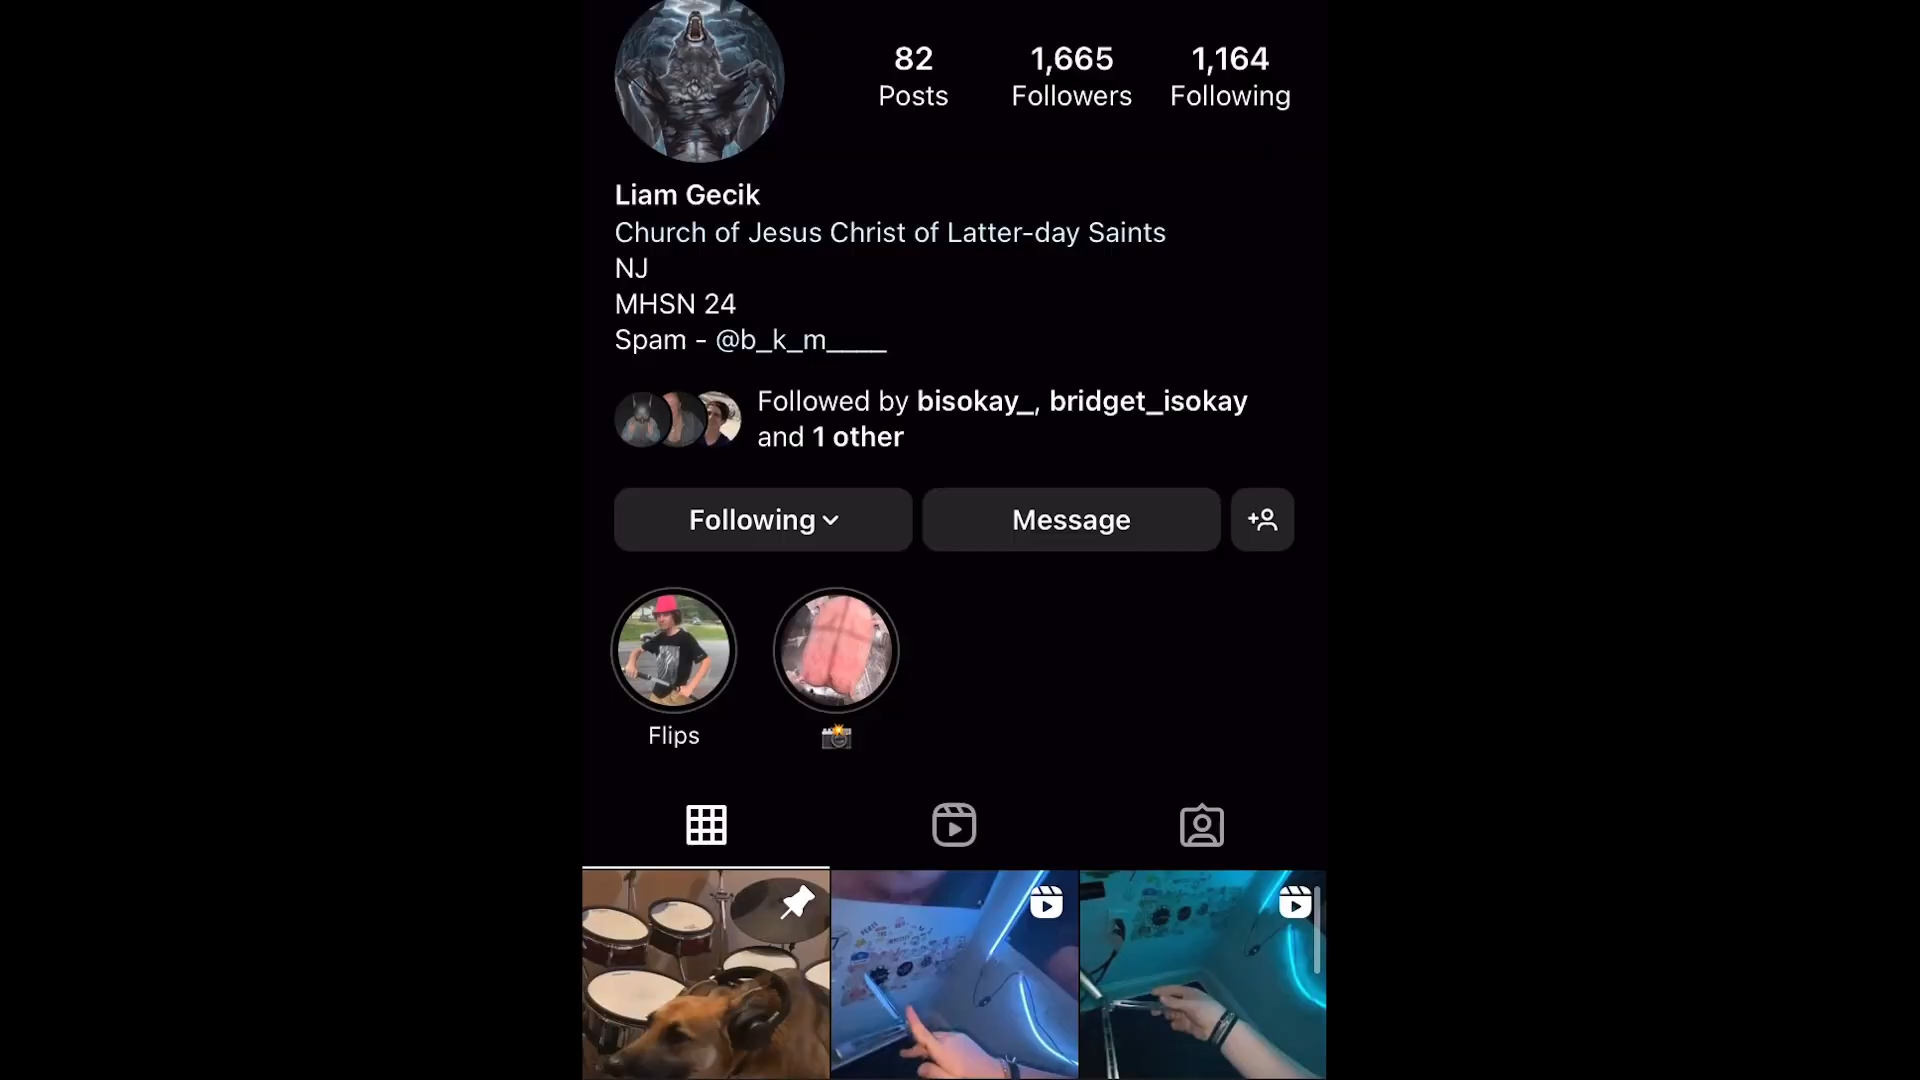 82 1,665 1,164
Posts Followers Following
Liam Gecik
Church of Jesus Christ of Latter-day Saints
NJ
MHSN 24
Spam - @b_k_m____
Followed by bisokay_, bridget_isokay
and 1 other
Following Message
Flips